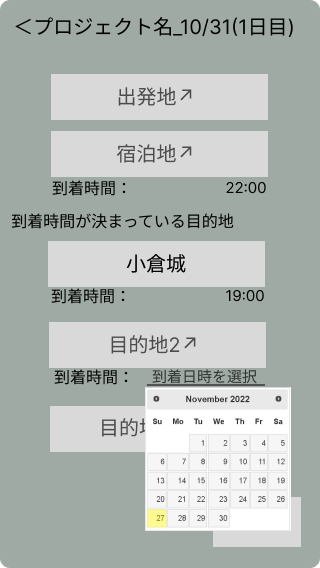 ＜プロジェクト名_10/31(1日目)
出発地↗
宿泊地↗
到着時間： 22:00
到着時間が決まっている目的地
小倉城
到着時間： 19:00
目的地2↗
到着時間： 到着日時を選択
目的
November 2022
Su Mo Tu We Th Fr Sa
1 2 3 4 5
6 7 8 9 10 11 12
13 14 15 16 17 18 19
20 21 22 23 24 25 26
27 28 29 30